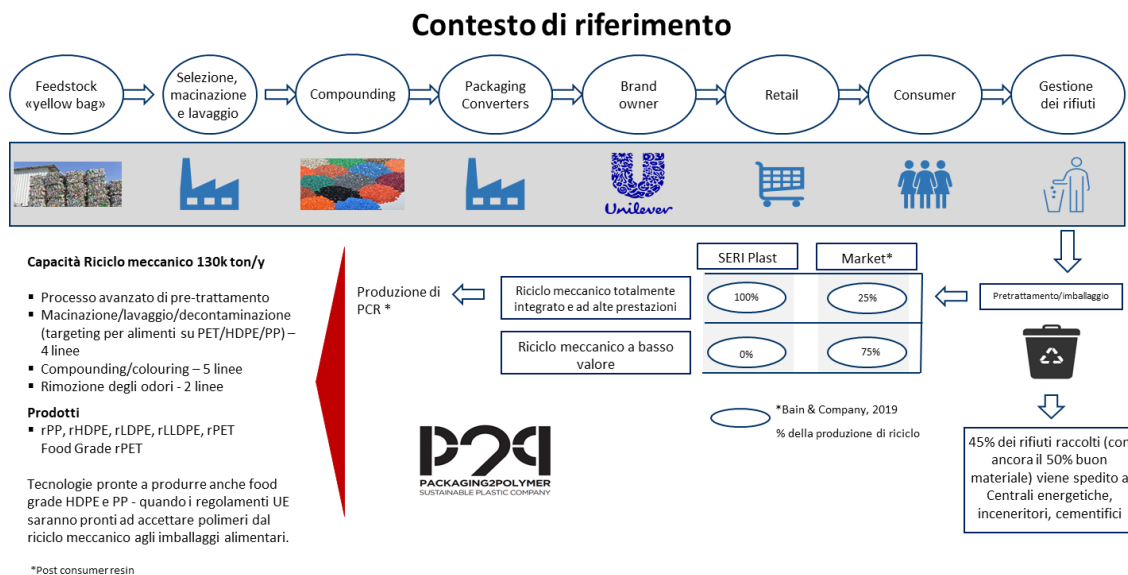 Contesto di riferimento
Feedstock
«yellow bag»
Selezione,
macinazione
e lavaggio
Compounding
Packaging
Converters
Brand
owner
Retail
Consumer
Gestione
dei rifiuti
Unilever
Capacità Riciclo meccanico 130k ton/y
▪ Processo avanzato di pre-trattamento
▪ Macinazione/lavaggio/decontaminazione
(targeting per alimenti su PET/HDPE/PP) –
4 linee
▪ Compounding/colouring – 5 linee
▪ Rimozione degli odori - 2 linee
Prodotti
▪ rPP, rHDPE, rLDPE, rLLDPE, rPET
Food Grade rPET
Tecnologie pronte a produrre anche food
grade HDPE e PP - quando i regolamenti UE
saranno pronti ad accettare polimeri dal
riciclo meccanico agli imballaggi alimentari.
*Post consumer resin
Produzione di
PCR *
SERI Plast
Market*
Riciclo meccanico totalmente
integrato e ad alte prestazioni
100%
25%
Riciclo meccanico a basso
valore
0%
75%
*Bain & Company, 2019
% della produzione di riciclo
P2P
PACKAGING2POLYMER
SUSTAINABLE PLASTIC COMPANY
Pretrattamento/imballaggio
45% dei rifiuti raccolti (con
ancora il 50% buon
materiale) viene spedito a
Centrali energetiche,
inceneritori, cementifici